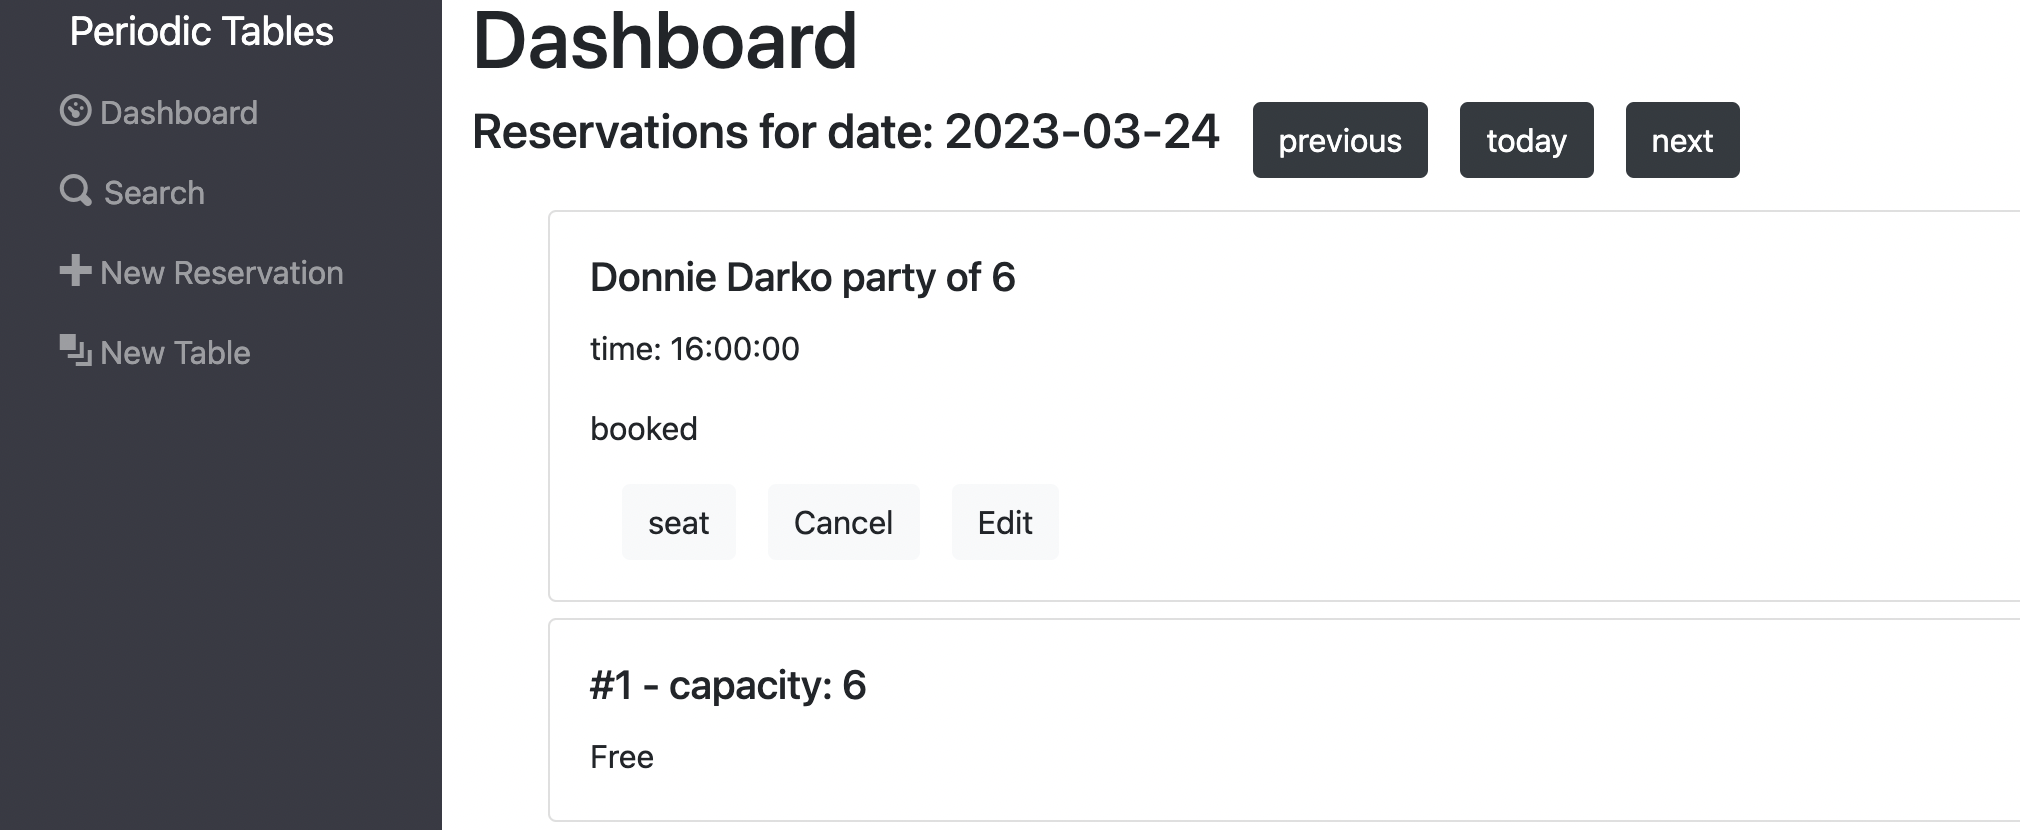 Periodic Tables
Dashboard
Search
New Reservation
New Table
Dashboard
Reservations for date: 2023-03-24 previous today next
Donnie Darko party of 6
time: 16:00:00
booked
seat Cancel Edit
#1 - capacity: 6
Free